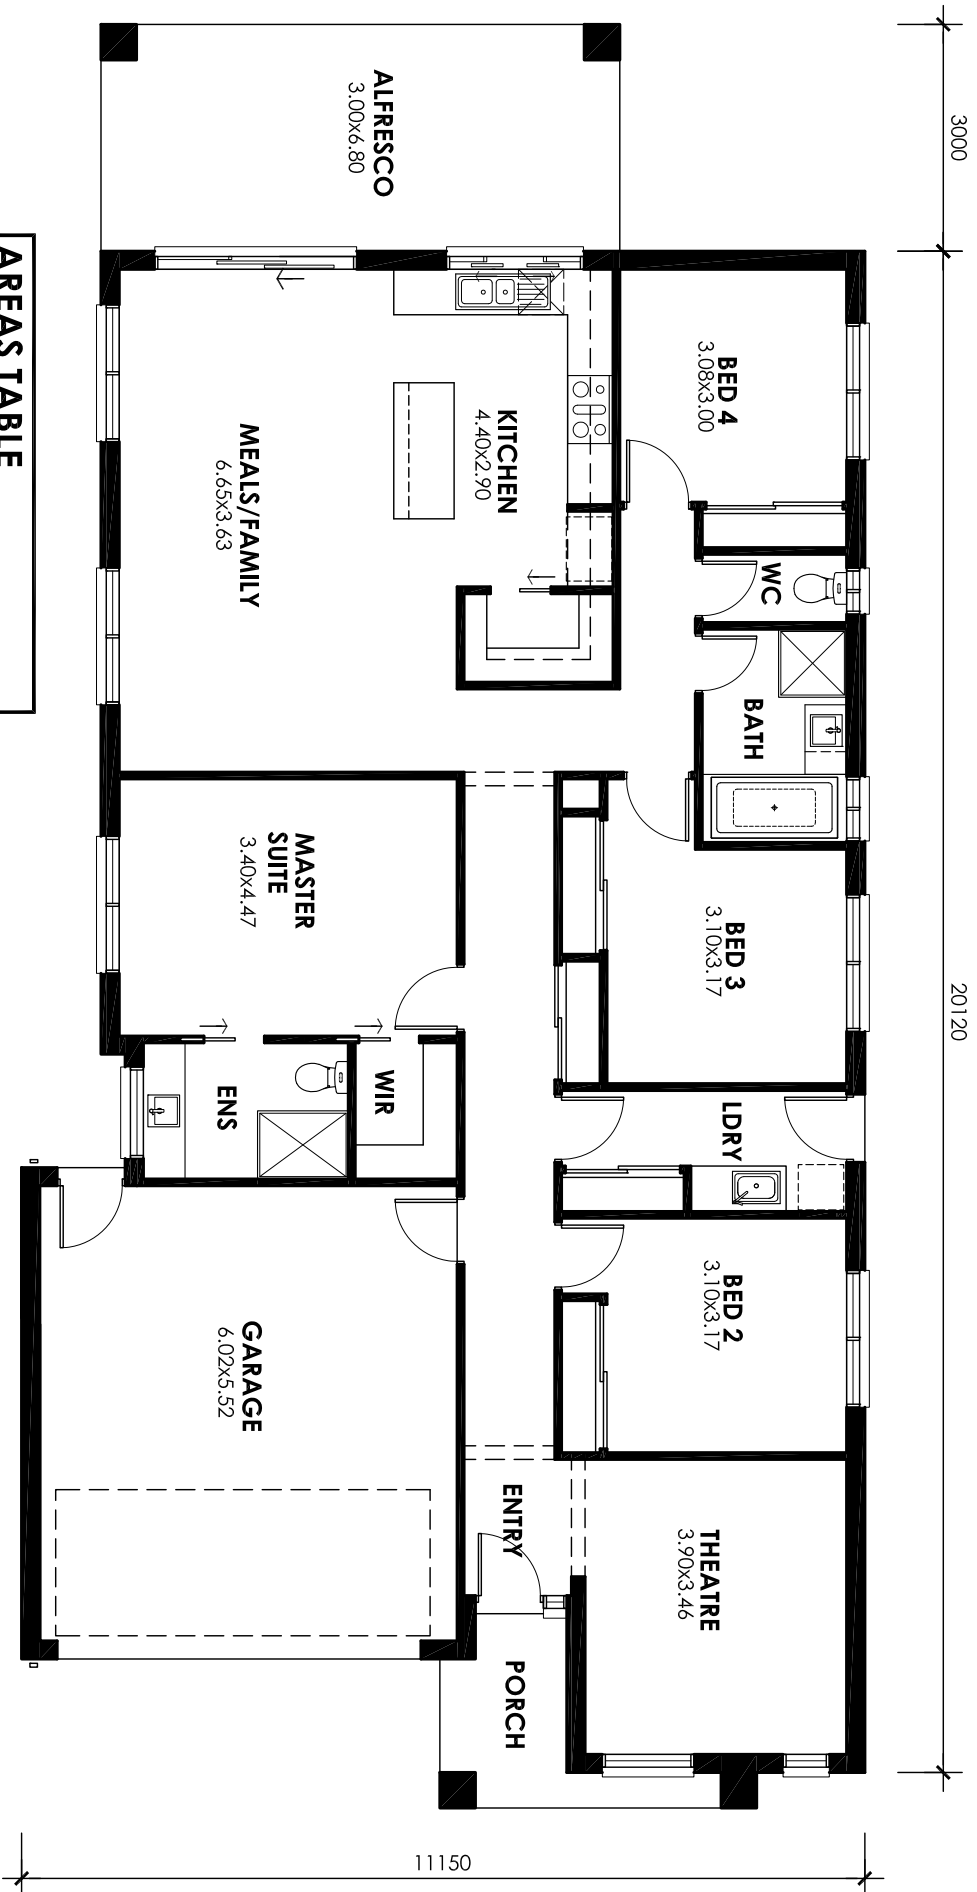 3000
20120
11150
ALFRESCO
3.00x6.80
BED 4
3.08x3.00
KITCHEN
4.40x2.90
MEALS/FAMILY
6.65x3.63
WC
BATH
MASTER
SUITE
3.40x4.47
BED 3
3.10x3.17
WIR
ENS
LDRY
BED 2
3.10x3.17
GARAGE
6.02x5.52
ENTRY
THEATRE
3.90x3.46
PORCH
AREAS TABLE